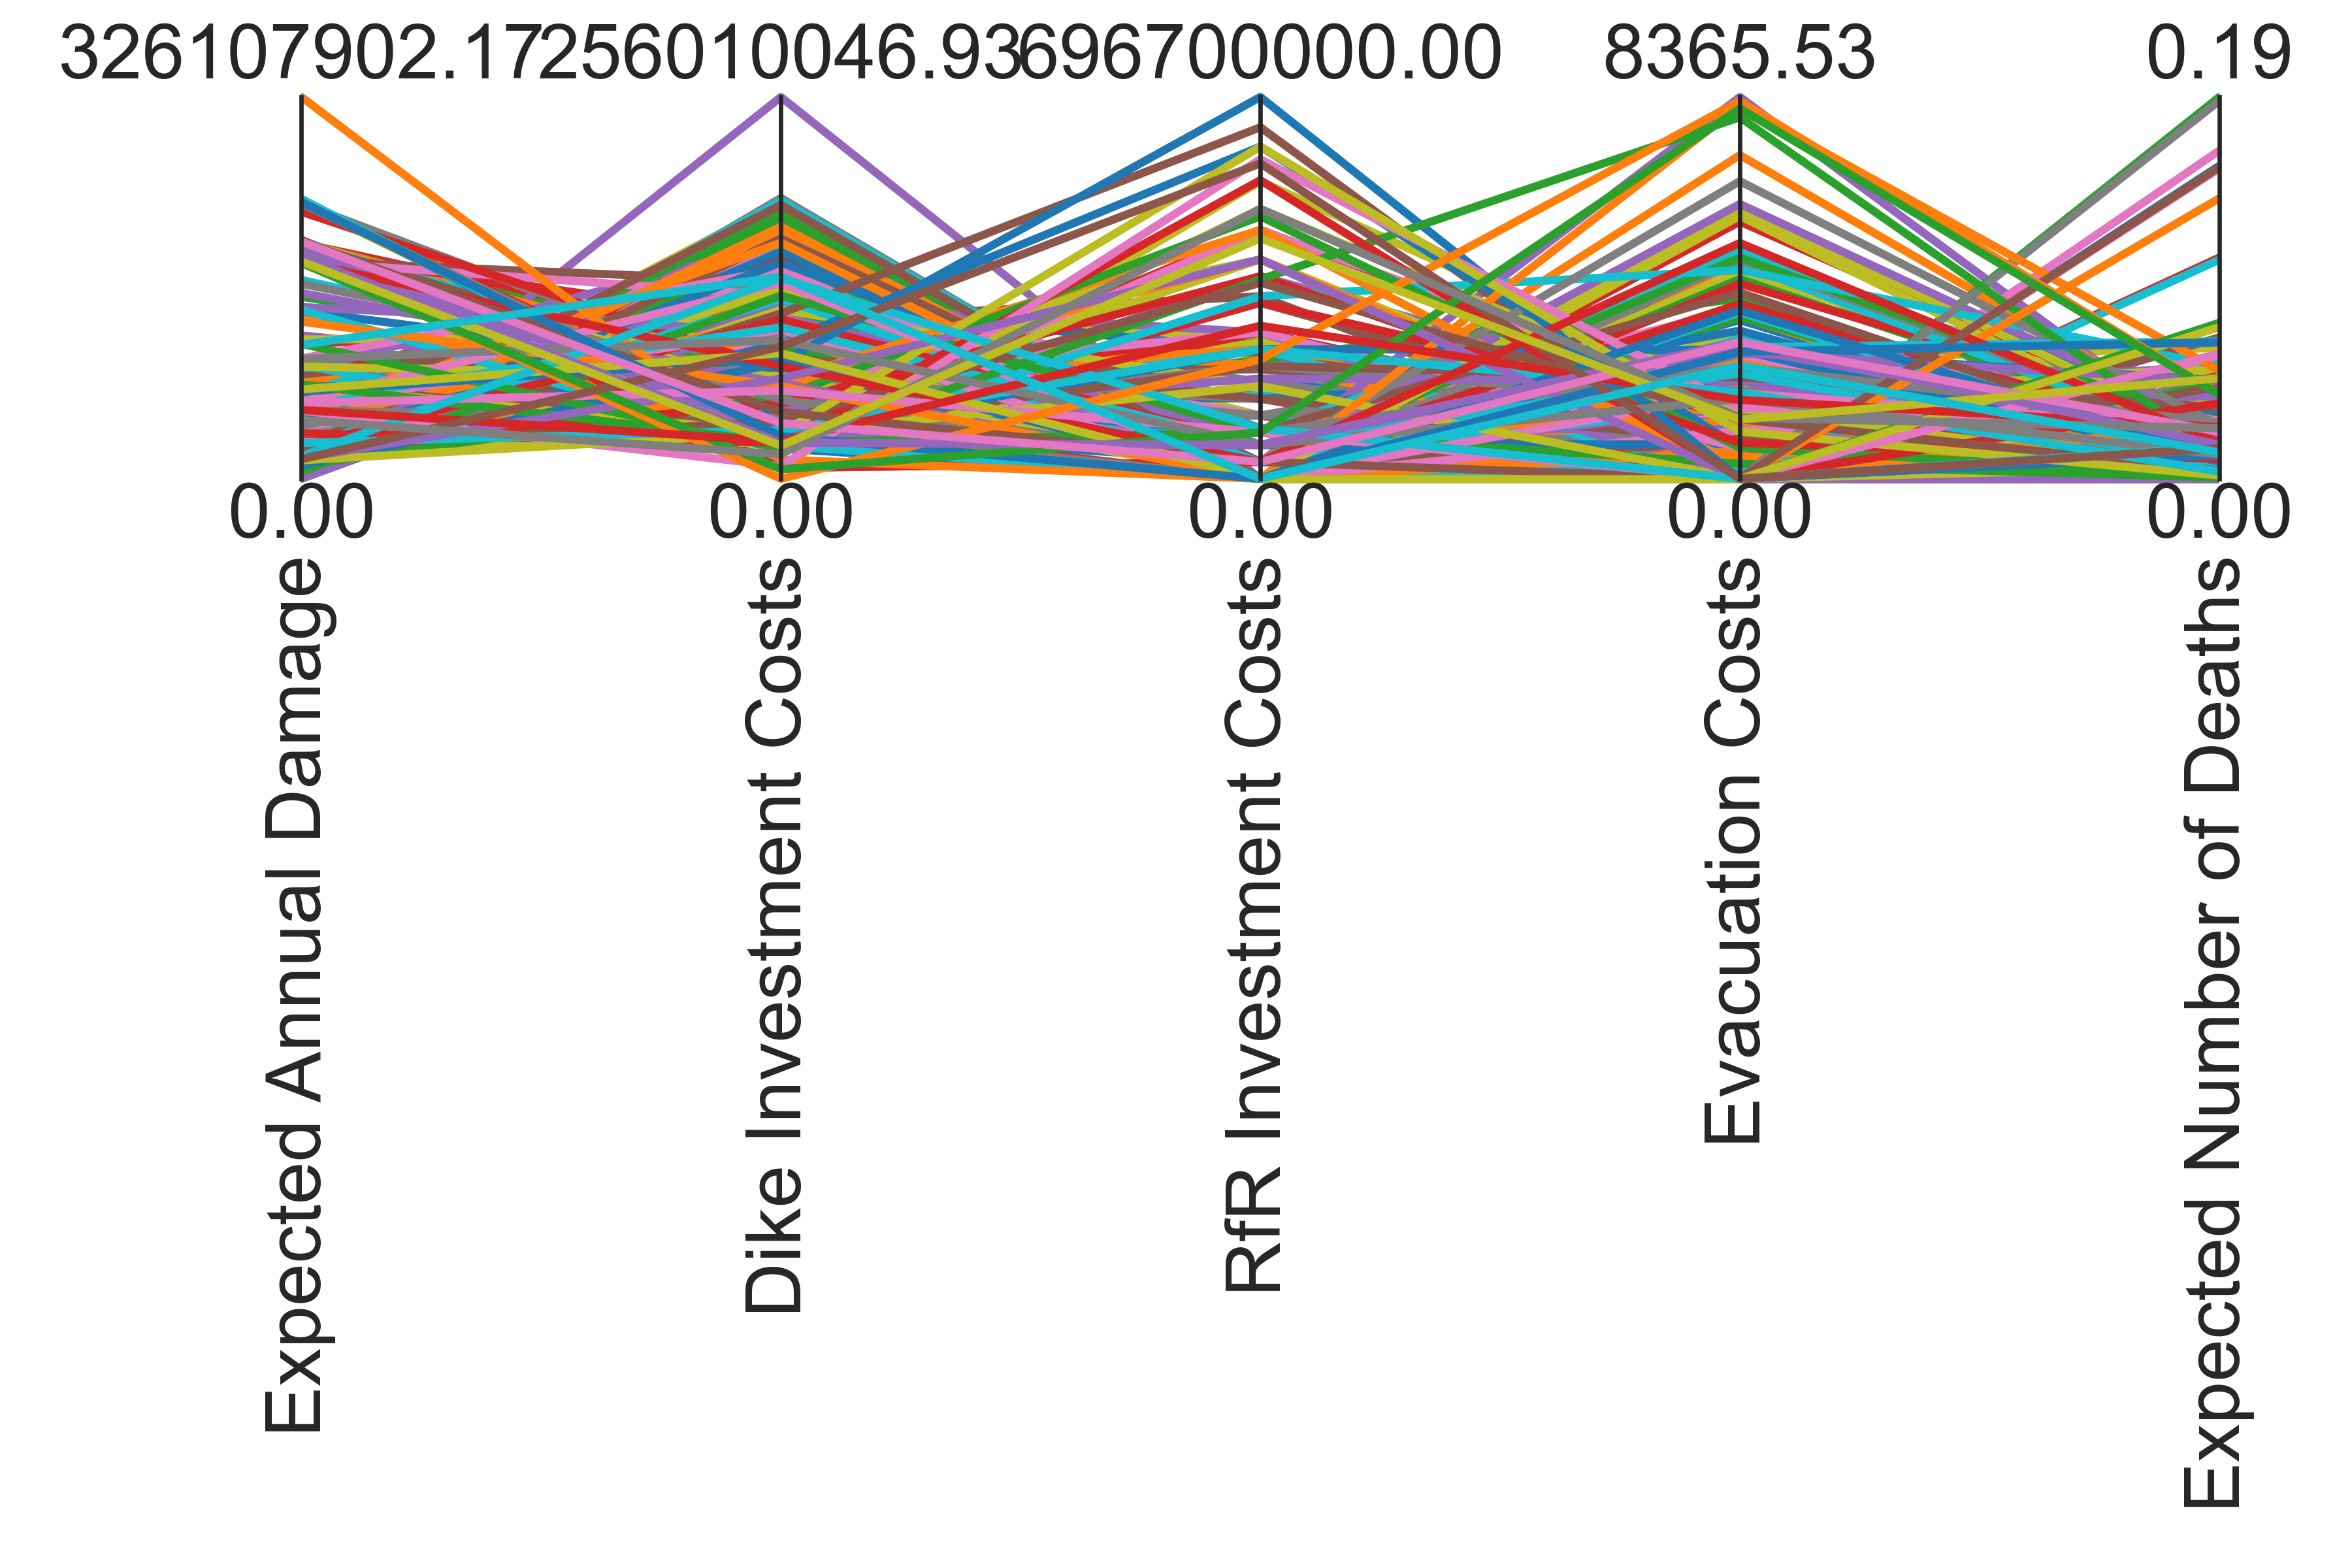 326107902.17
256010046.93
696700000.00
8365.53
0.19
0.00
0.00
0.00
0.00
0.00
Expected Annual Damage
Dike Investment Costs
RfR Investment Costs
Evacuation Costs
Expected Number of Deaths